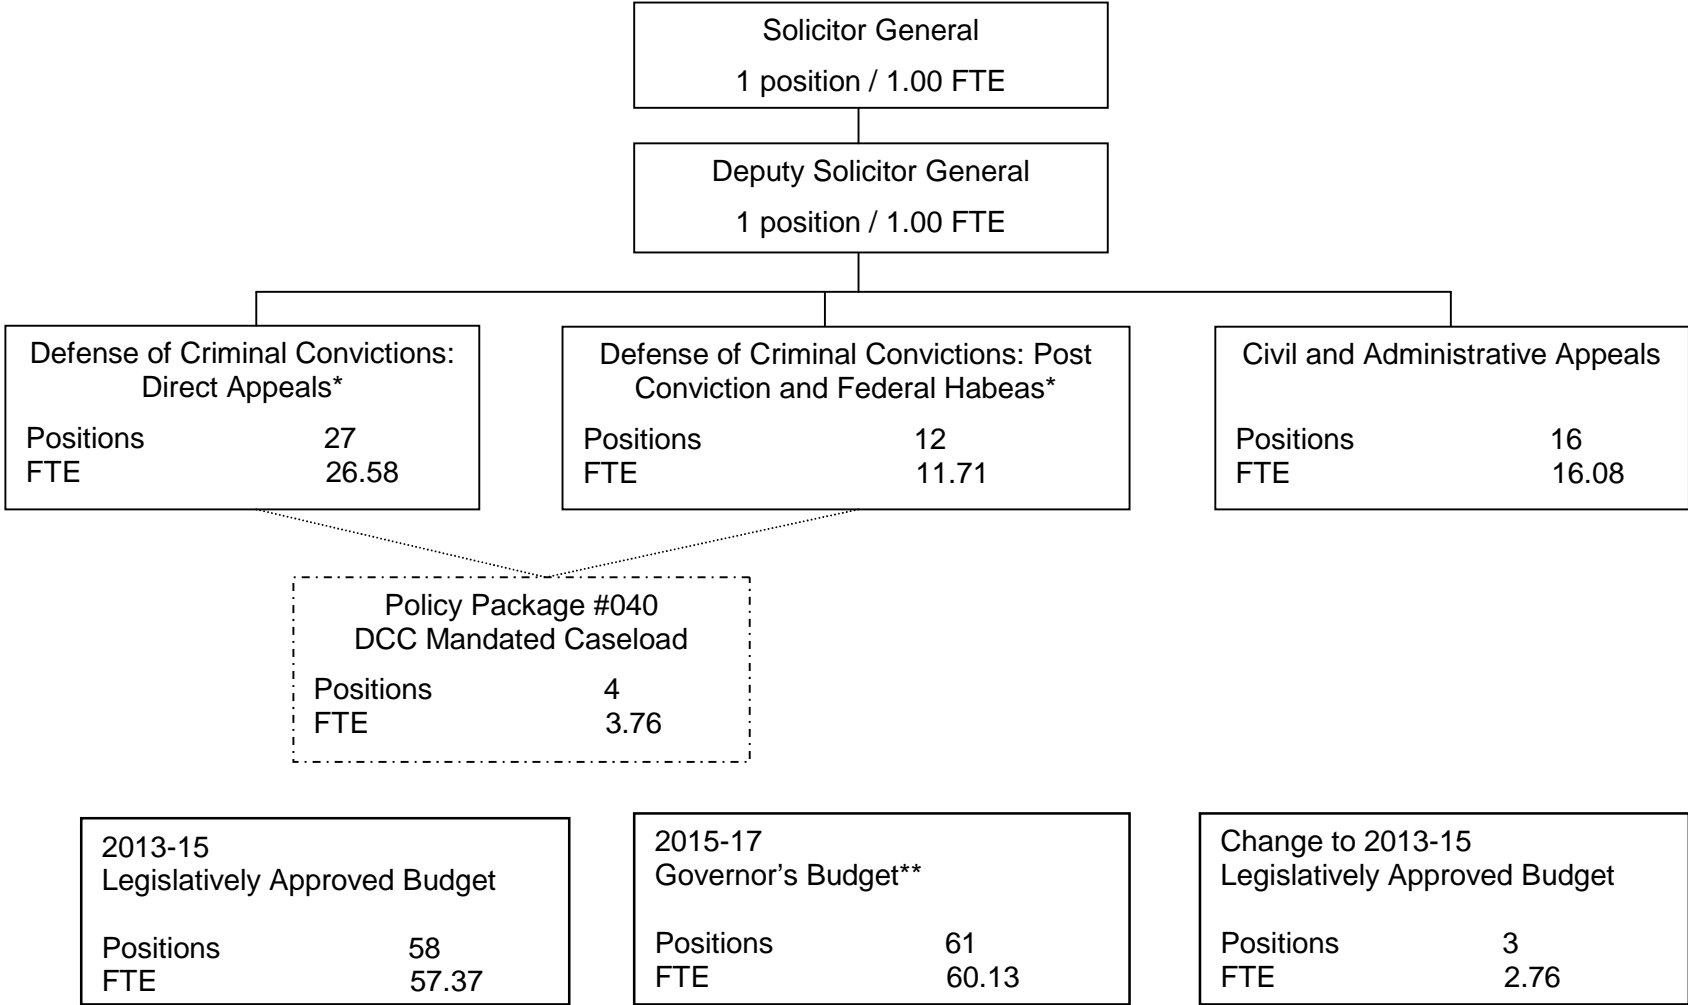 Solicitor General
1 position / 1.00 FTE
Deputy Solicitor General
1 position / 1.00 FTE
Defense of Criminal Convictions:
Direct Appeals*
Positions 27
FTE 26.58
Defense of Criminal Convictions: Post
Conviction and Federal Habeas*
Positions 12
FTE 11.71
Civil and Administrative Appeals
Positions 16
FTE 16.08
Policy Package #040
DCC Mandated Caseload
Positions 4
FTE 3.76
2013-15
Legislatively Approved Budget
Positions 58
FTE 57.37
2015-17
Governor's Budget**
Positions 61
FTE 60.13
Change to 2013-15
Legislatively Approved Budget
Positions 3
FTE 2.76